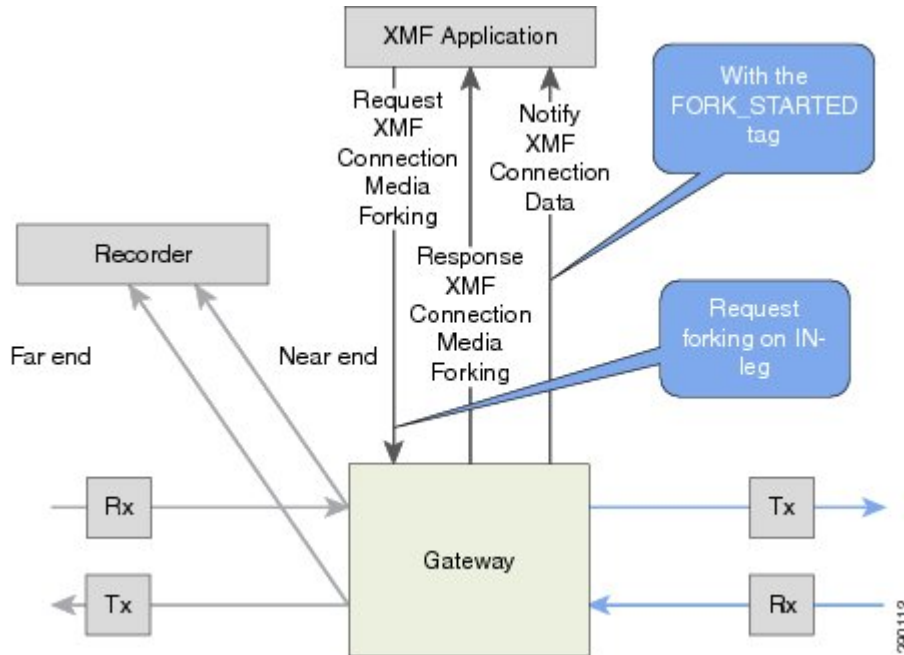 XMF Application
Request
XMF
Connection
Media
Forking
Notify
XMF
Connection
Data
With the
FORK_STARTED
tag
Recorder
Response
XMF
Connection
Media
Forking
Request
forking on IN-
leg
Far end
Near end
Rx
Tx
Gateway
Tx
Rx
390113